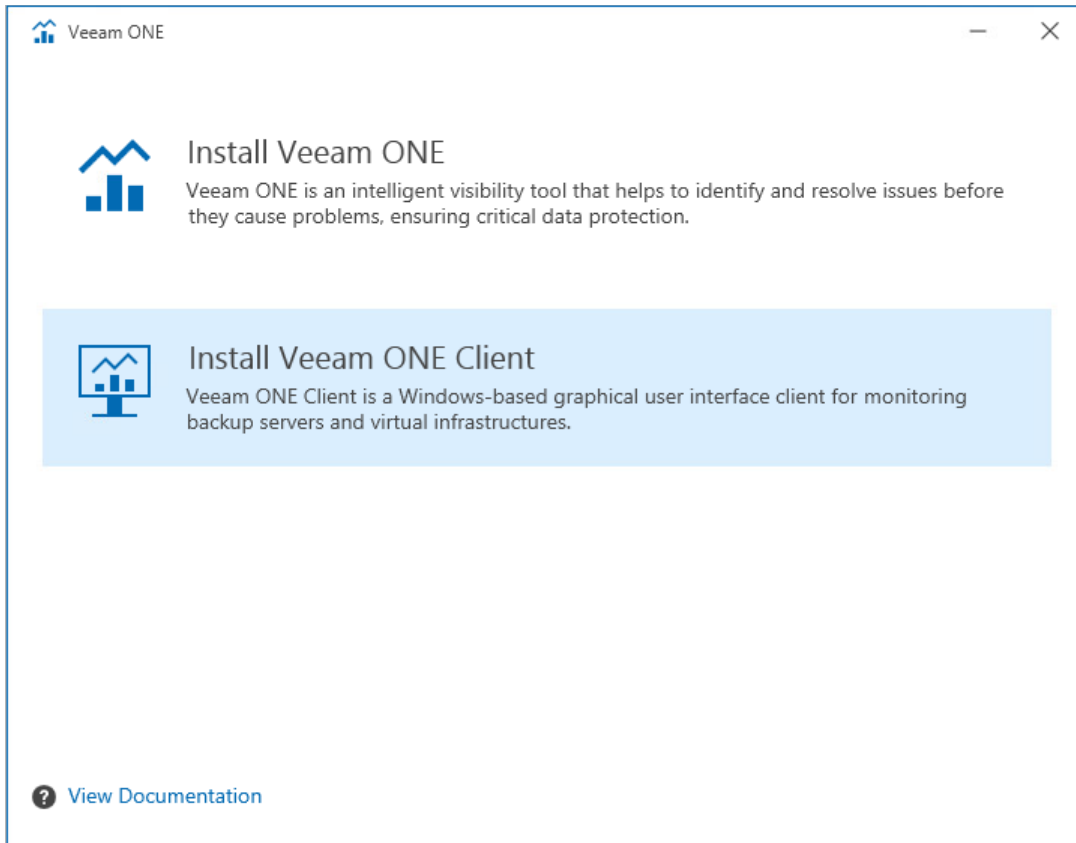 Veeam ONE
Install Veeam ONE
Veeam ONE is an intelligent visibility tool that helps to identify and resolve issues before
they cause problems, ensuring critical data protection.
Install Veeam ONE Client
Veeam ONE Client is a Windows-based graphical user interface client for monitoring
backup servers and virtual infrastructures.
? View Documentation